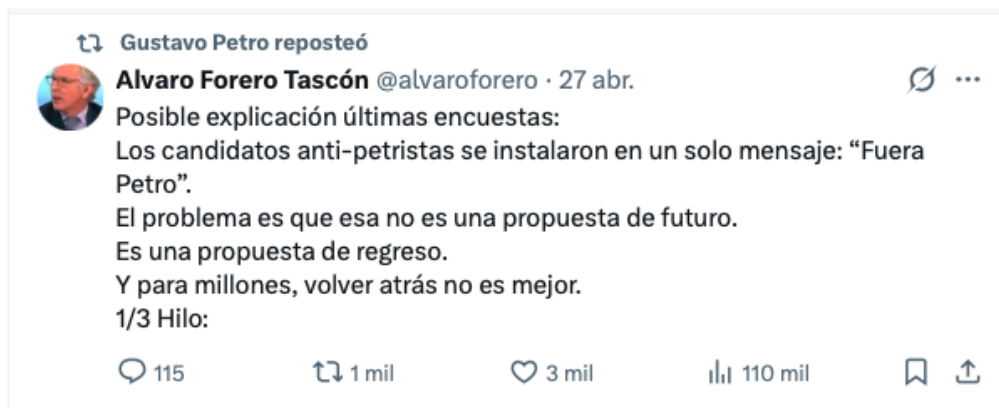 Gustavo Petro reposteó
Alvaro Forero Tascón @alvaroforero · 27 abr.
Posible explicación últimas encuestas:
Los candidatos anti-petristas se instalaron en un solo mensaje: “Fuera
Petro”.
El problema es que esa no es una propuesta de futuro.
Es una propuesta de regreso.
Y para millones, volver atrás no es mejor.
1/3 Hilo:
115 1 mil 3 mil 110 mil